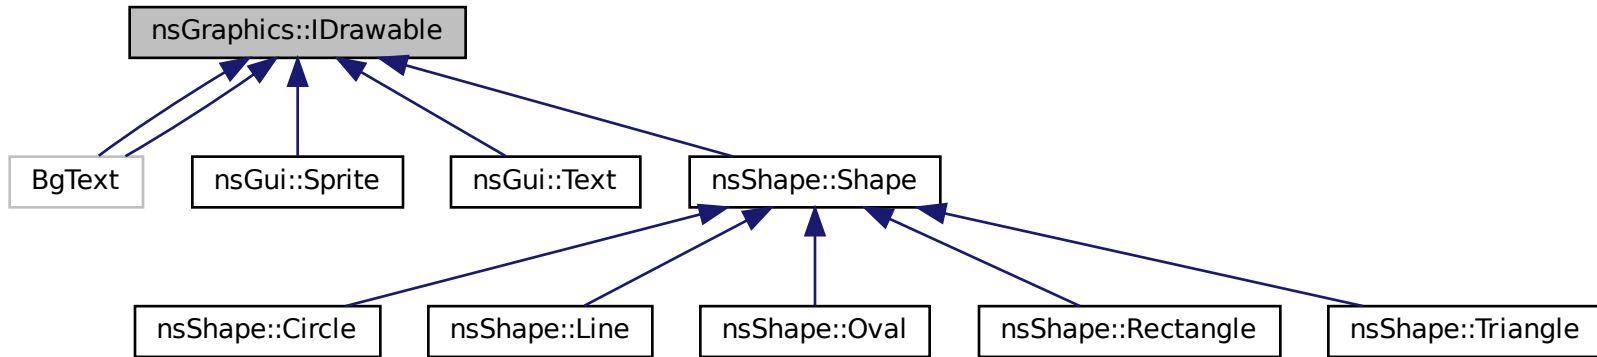 nsGraphics::IDrawable
BgText
nsGui::Sprite
nsGui::Text
nsShape::Shape
nsShape::Circle
nsShape::Line
nsShape::Oval
nsShape::Rectangle
nsShape::Triangle